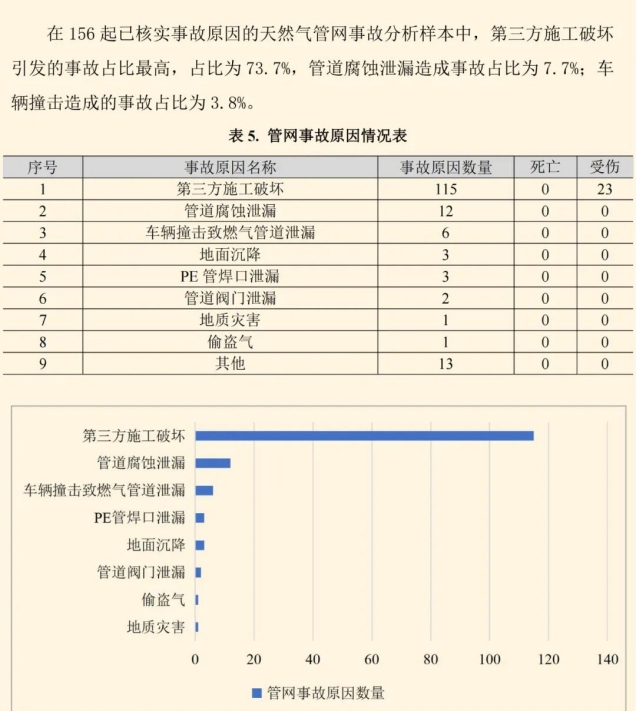 在 156 起已核实事故原因的天然气管网事故分析样本中，第三方施工破坏
引发的事故占比最高，占比为 73.7%，管道腐蚀泄漏造成事故占比为 7.7%；车
辆撞击造成的事故占比为 3.8%。
表 5. 管网事故原因情况表
序号 事故原因名称 事故原因数量 死亡 受伤
1 第三方施工破坏 115 0 23
2 管道腐蚀泄漏 12 0 0
3 车辆撞击致燃气管道泄漏 6 0 0
4 地面沉降 3 0 0
5 PE 管焊口泄漏 3 0 0
6 管道阀门泄漏 2 0 0
7 地质灾害 1 0 0
8 偷盗气 1 0 0
9 其他 13 0 0
第三方施工破坏
管道腐蚀泄漏
车辆撞击致燃气管道泄漏
PE管焊口泄漏
地面沉降
管道阀门泄漏
偷盗气
地质灾害
0 20 40 60 80 100 120 140
管网事故原因数量